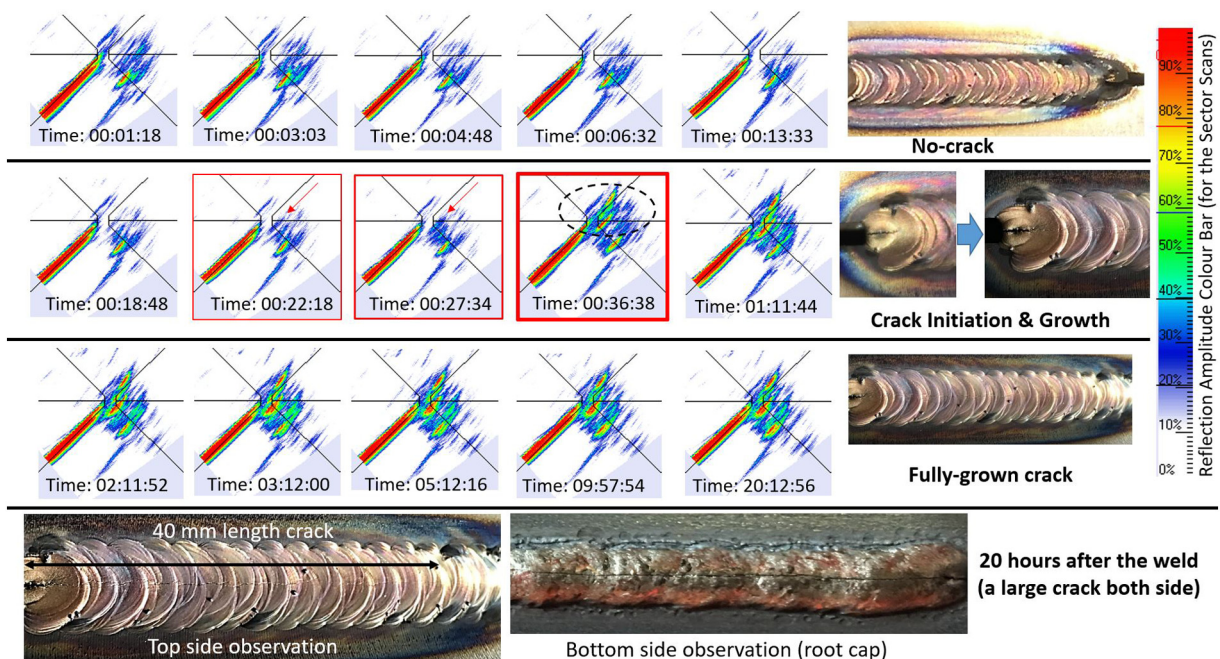 Time: 00:01:18
Time: 00:03:03
Time: 00:04:48
Time: 00:06:32
Time: 00:13:33
No-crack
Time: 00:18:48
Time: 00:22:18
Time: 00:27:34
Time: 00:36:38
Time: 01:11:44
Crack Initiation & Growth
Time: 02:11:52
Time: 03:12:00
Time: 05:12:16
Time: 09:57:54
Time: 20:12:56
Fully-grown crack
40 mm length crack
Top side observation
Bottom side observation (root cap)
20 hours after the weld
(a large crack both side)
90%
80%
70%
60%
50%
40%
30%
20%
10%
0%
Reflection Amplitude Colour Bar (for the Sector Scans)